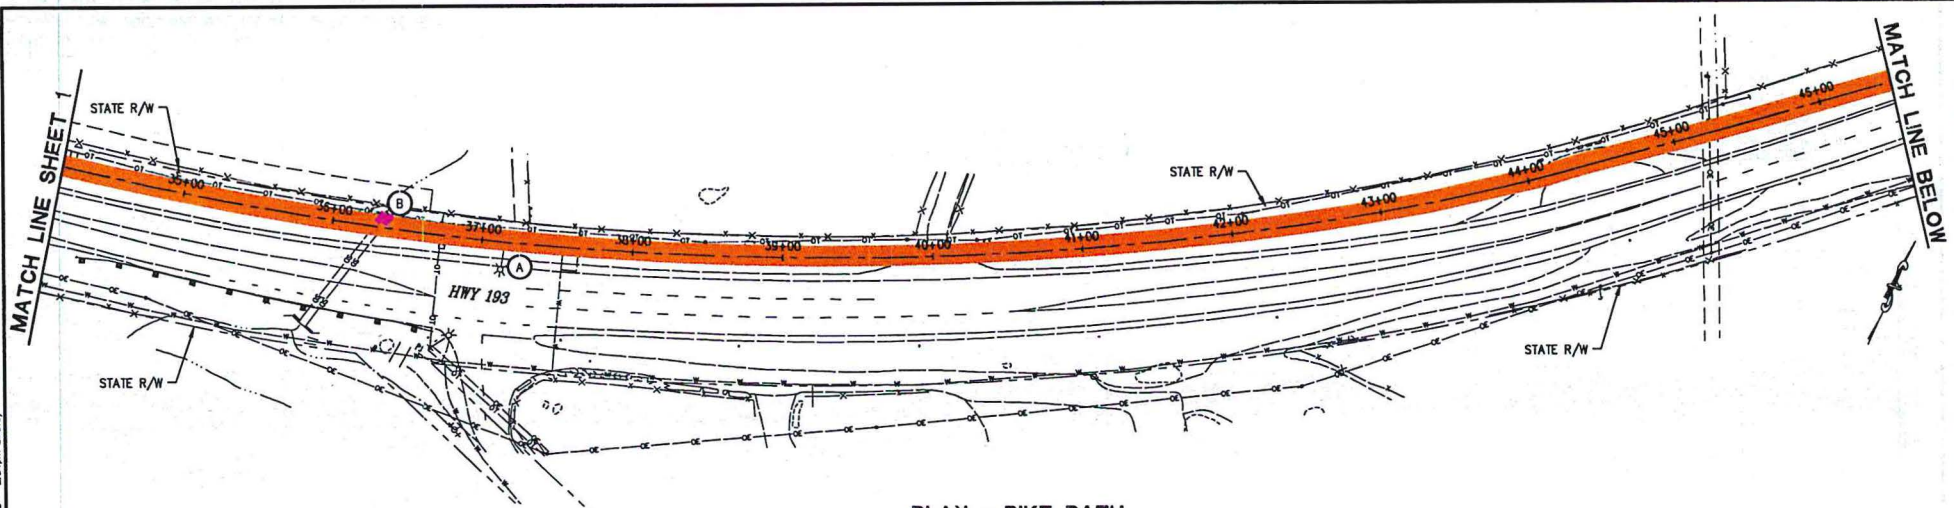 MATCH LINE SHEET 1
STATE R/W
35+00
36+00
B
37+00
38+00
39+00
40+00
41+00
42+00
43+00
44+00
45+00
45+00
STATE R/W
A
HWY 193
STATE R/W
STATE R/W
MATCH LINE BELOW